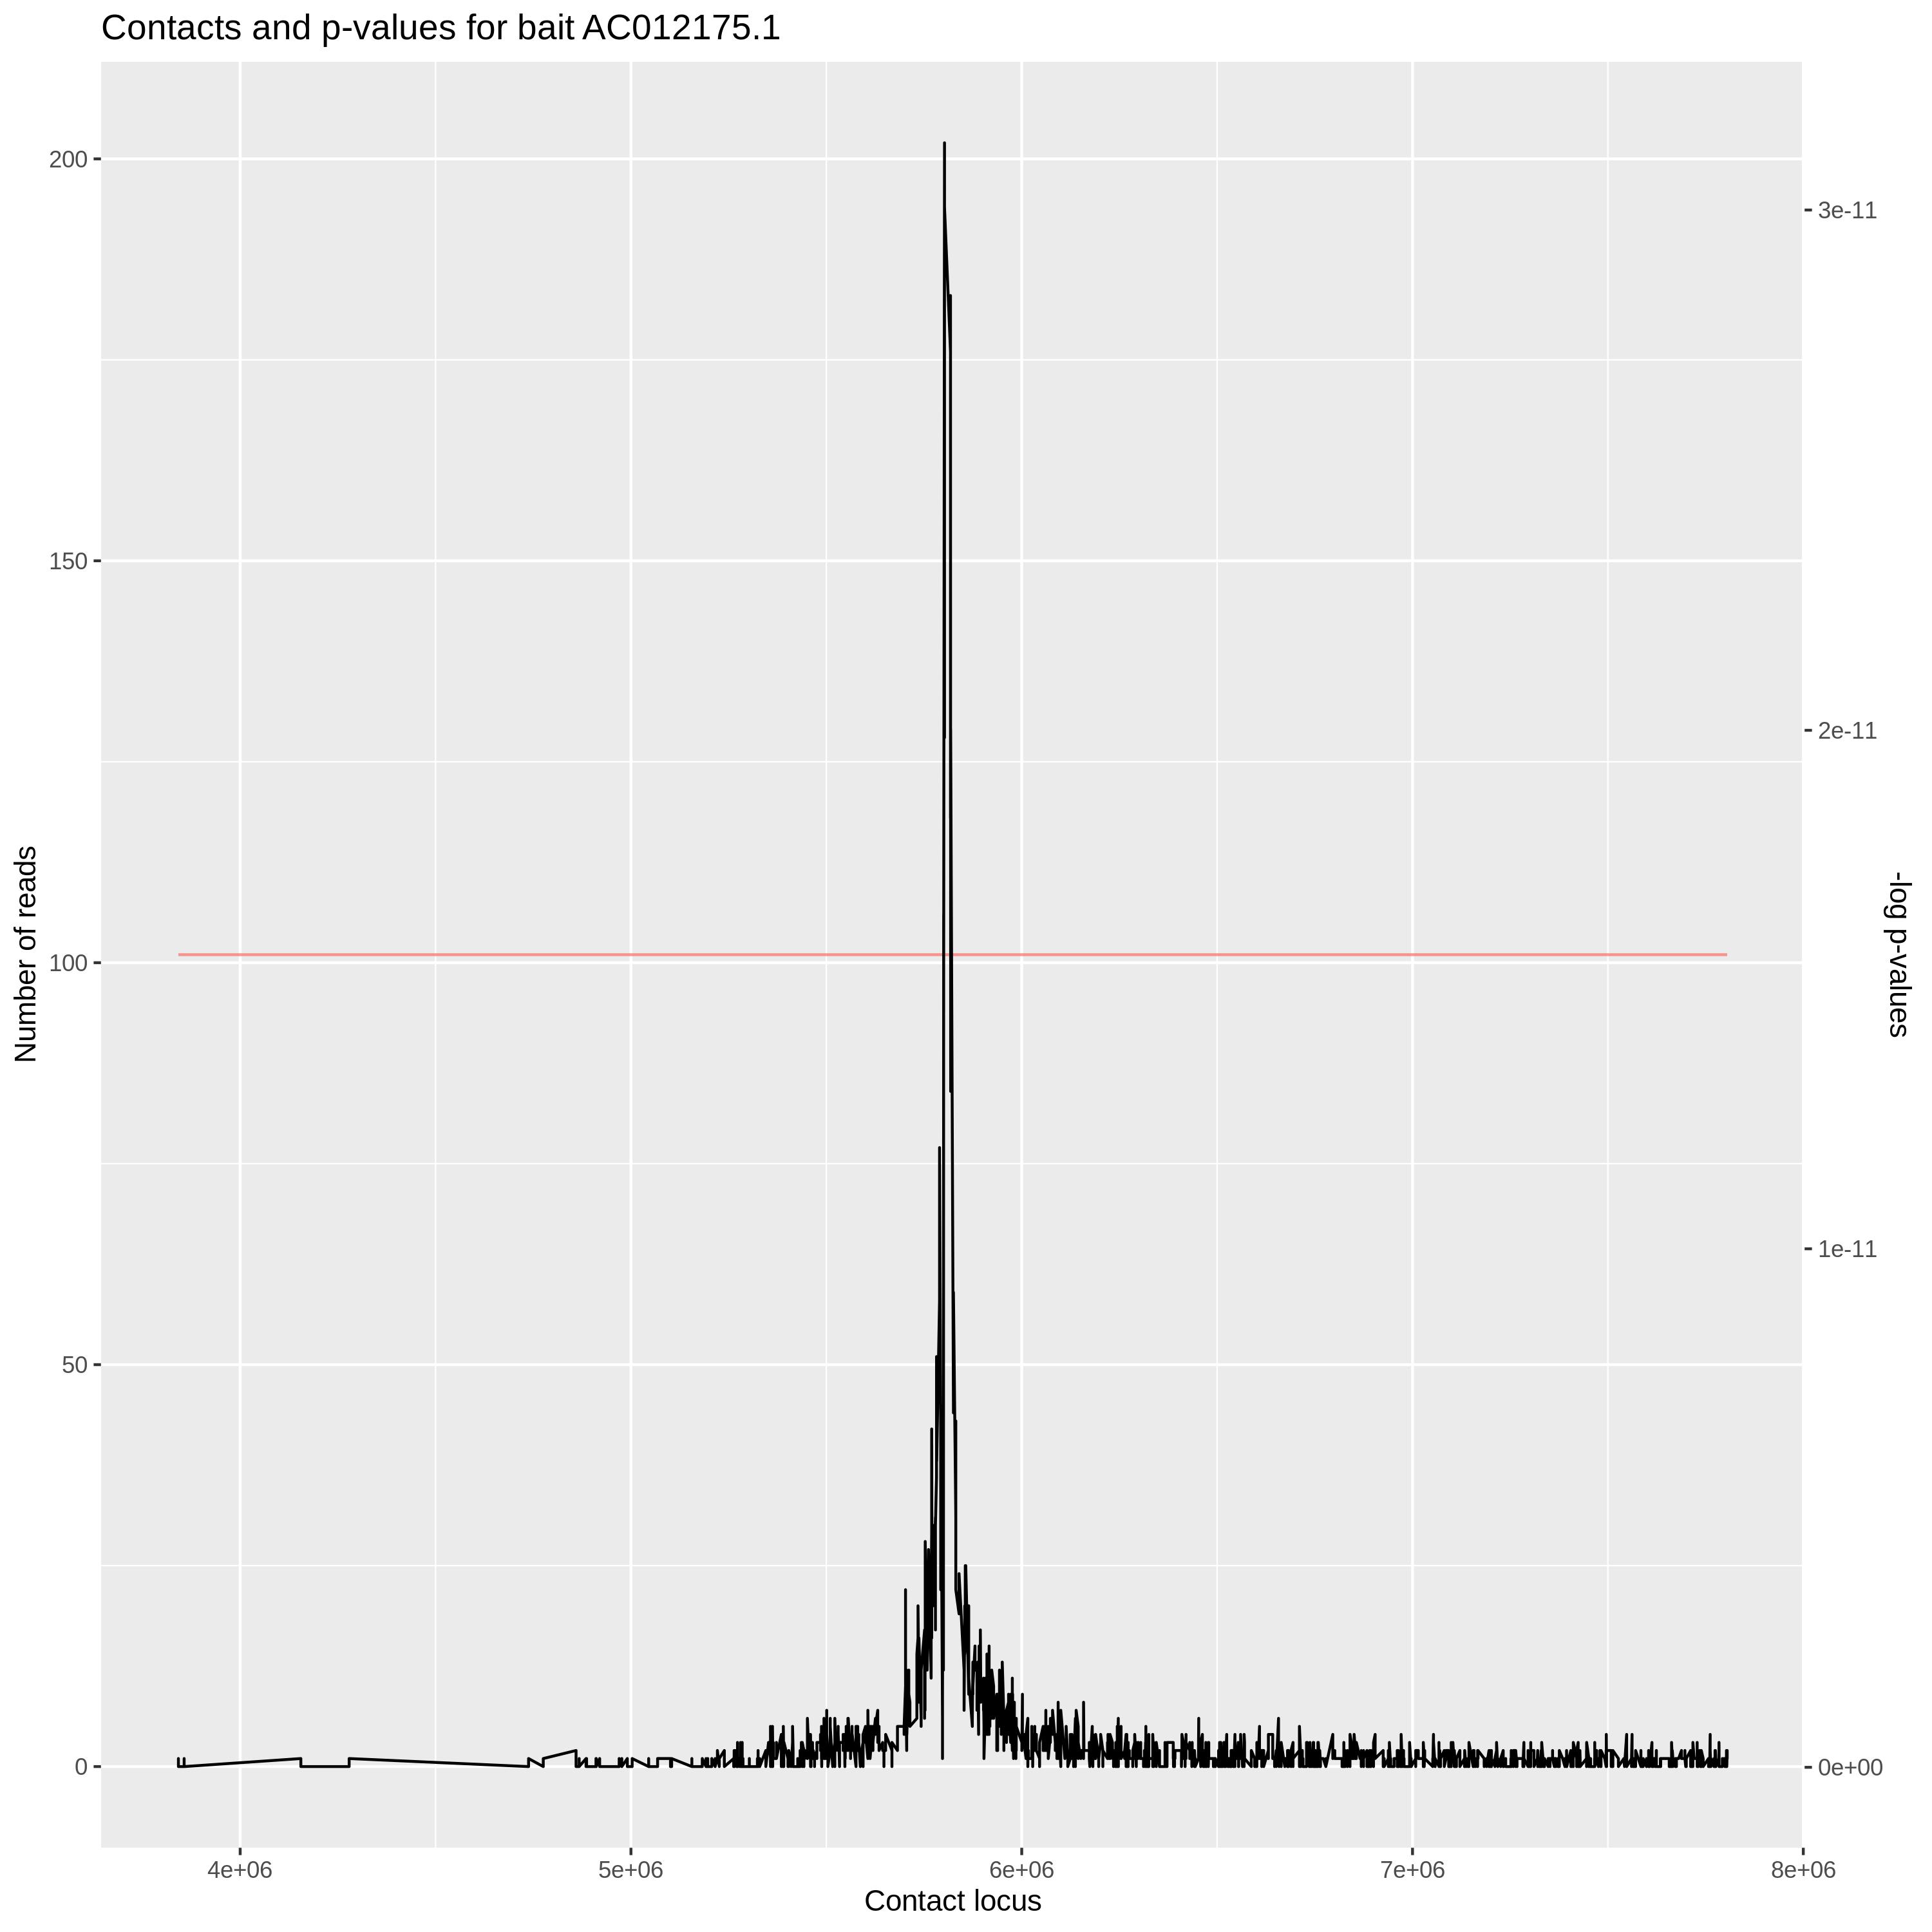 Contacts and p-values for bait AC012175.1
200
150
100
50
0
Number of reads
3e-11
2e-11
1e-11
0e+00
-log p-values
4e+06
5e+06
6e+06
7e+06
8e+06
Contact locus